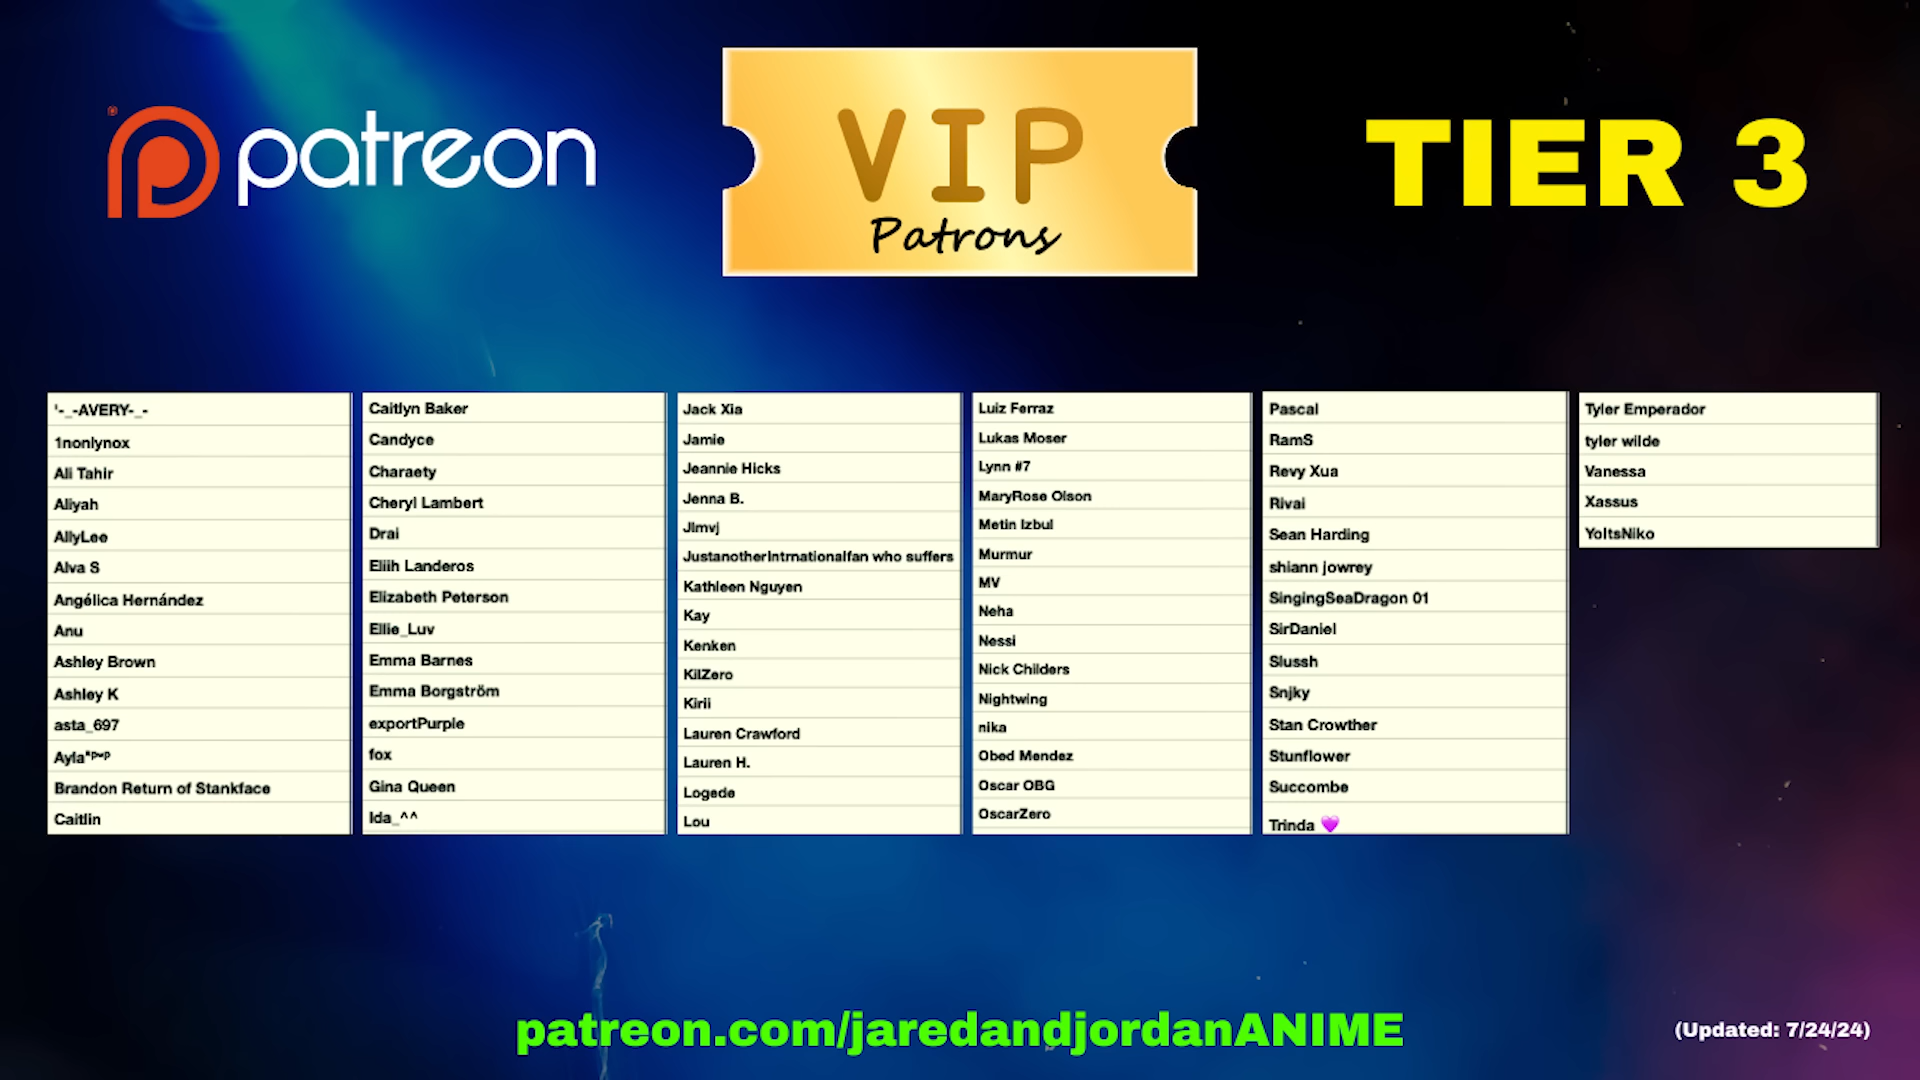 patreon
VIP
Patrons
TIER 3
'-_-AVERY-_-
1nonlynox
Ali Tahir
Aliyah
AllyLee
Alva S
Angélica Hernández
Anu
Ashley Brown
Ashley K
asta_697
Brandon Return of Stankface
Caitlin
Caitlyn Baker
Candyce
Charaety
Cheryl Lambert
Drai
Eliih Landeros
Elizabeth Peterson
Ellie_Luv
Emma Barnes
Emma Borgström
exportPurple
fox
Gina Queen
Ida_^^
Jack Xia
Jamie
Jeannie Hicks
Jenna B.
Jlmvj
JustanotherIntrnationalfan who suffers
Kathleen Nguyen
Kay
Kenken
KilZero
Kirii
Lauren Crawford
Lauren H.
Logede
Lou
Luiz Ferraz
Lukas Moser
Lynn #7
MaryRose Olson
Metin Izbul
Murmur
MV
Neha
Nessi
Nick Childers
Nightwing
nika
Obed Mendez
Oscar OBG
OscarZero
Pascal
RamS
Revy Xua
Rivai
Sean Harding
shiann jowrey
SingingSeaDragon 01
SirDaniel
Slussh
Snjky
Stan Crowther
Stunflower
Succombe
Trinda 💜
Tyler Emperador
tyler wilde
Vanessa
Xassus
YoltsNiko
patreon.com/jaredandjordanANIME
(Updated: 7/24/24)